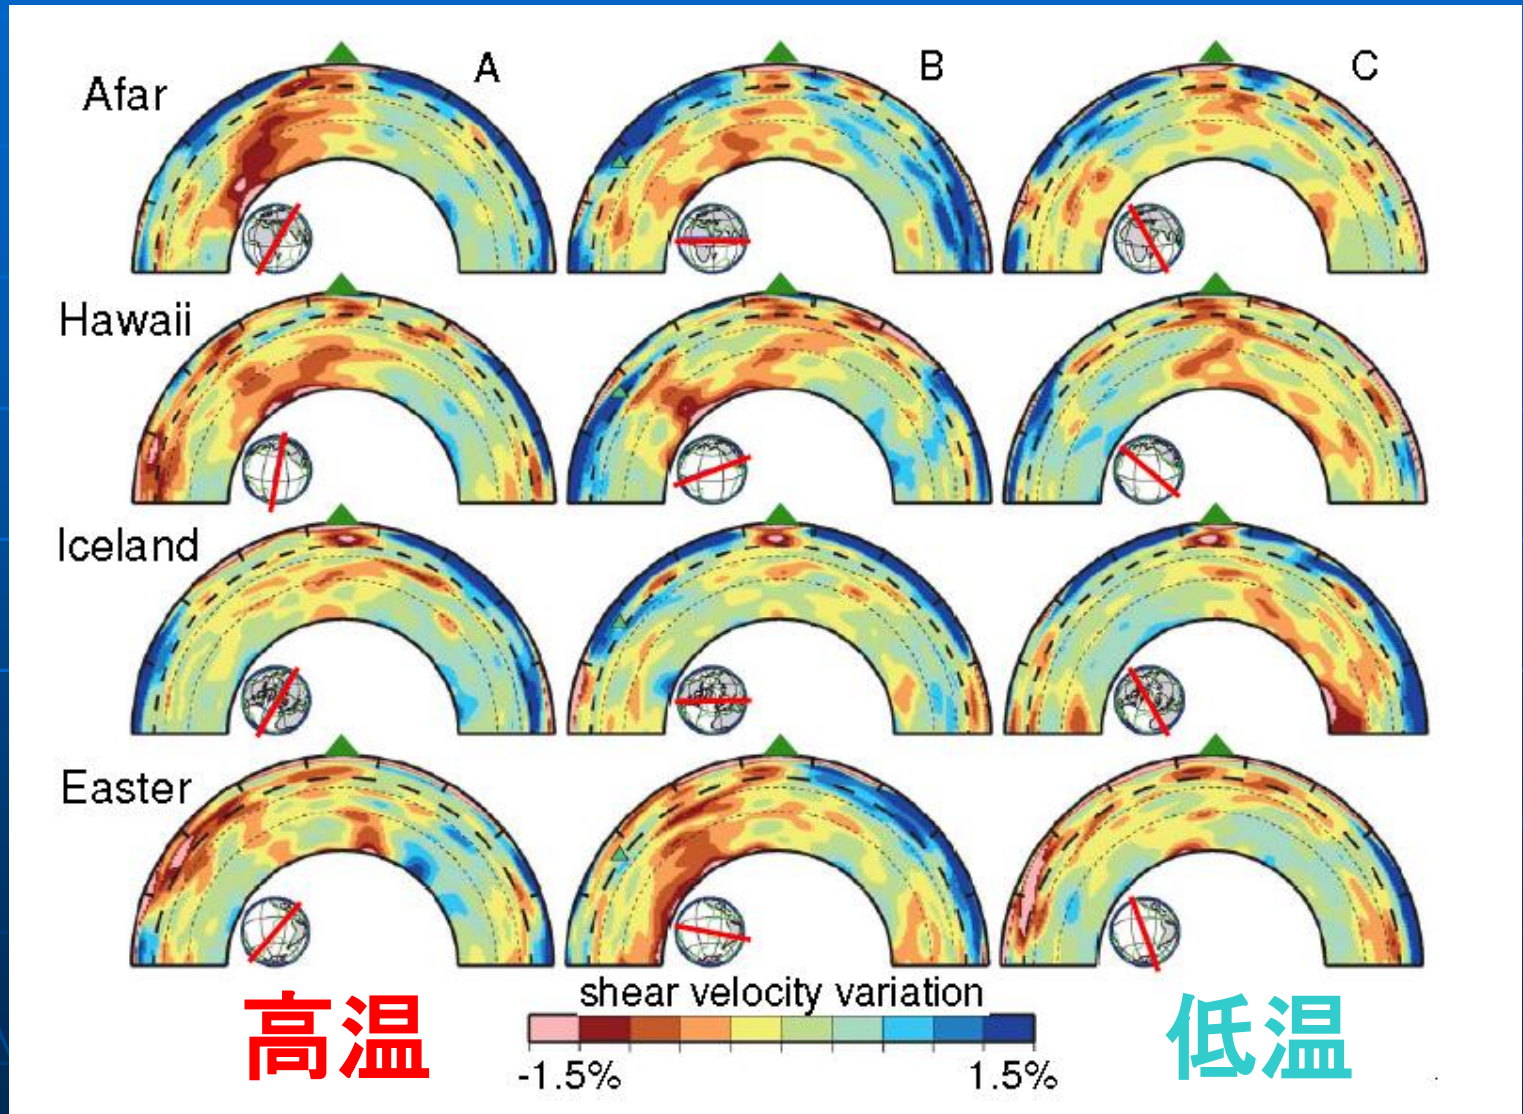 A
B
C
Afar
Hawaii
Iceland
Easter
shear velocity variation
-1.5%
1.5%
高温
低温